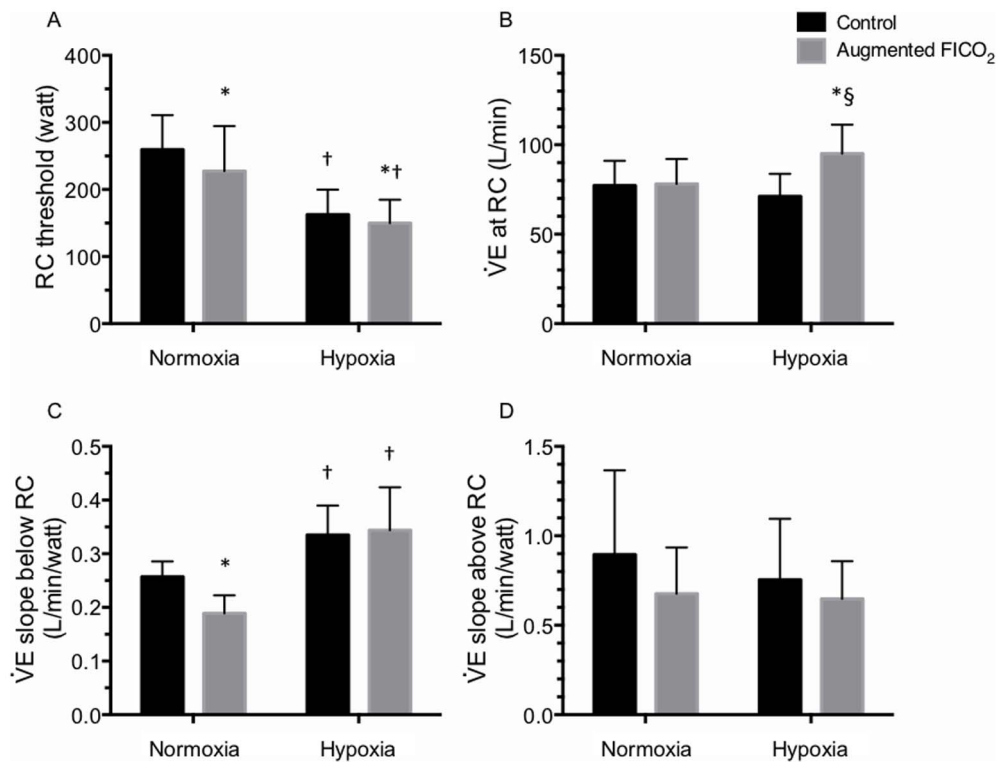 A
RC threshold (watt)
400
300
200
100
0
*
†
*†
Normoxia
Hypoxia
B
Control
Augmented FICO₂
V̇E at RC (L/min)
150
100
50
0
*§
Normoxia
Hypoxia
C
V̇E slope below RC
(L/min/watt)
0.5
0.4
0.3
0.2
0.1
0.0
*
†
†
Normoxia
Hypoxia
D
V̇E slope above RC
(L/min/watt)
1.5
1.0
0.5
0.0
Normoxia
Hypoxia